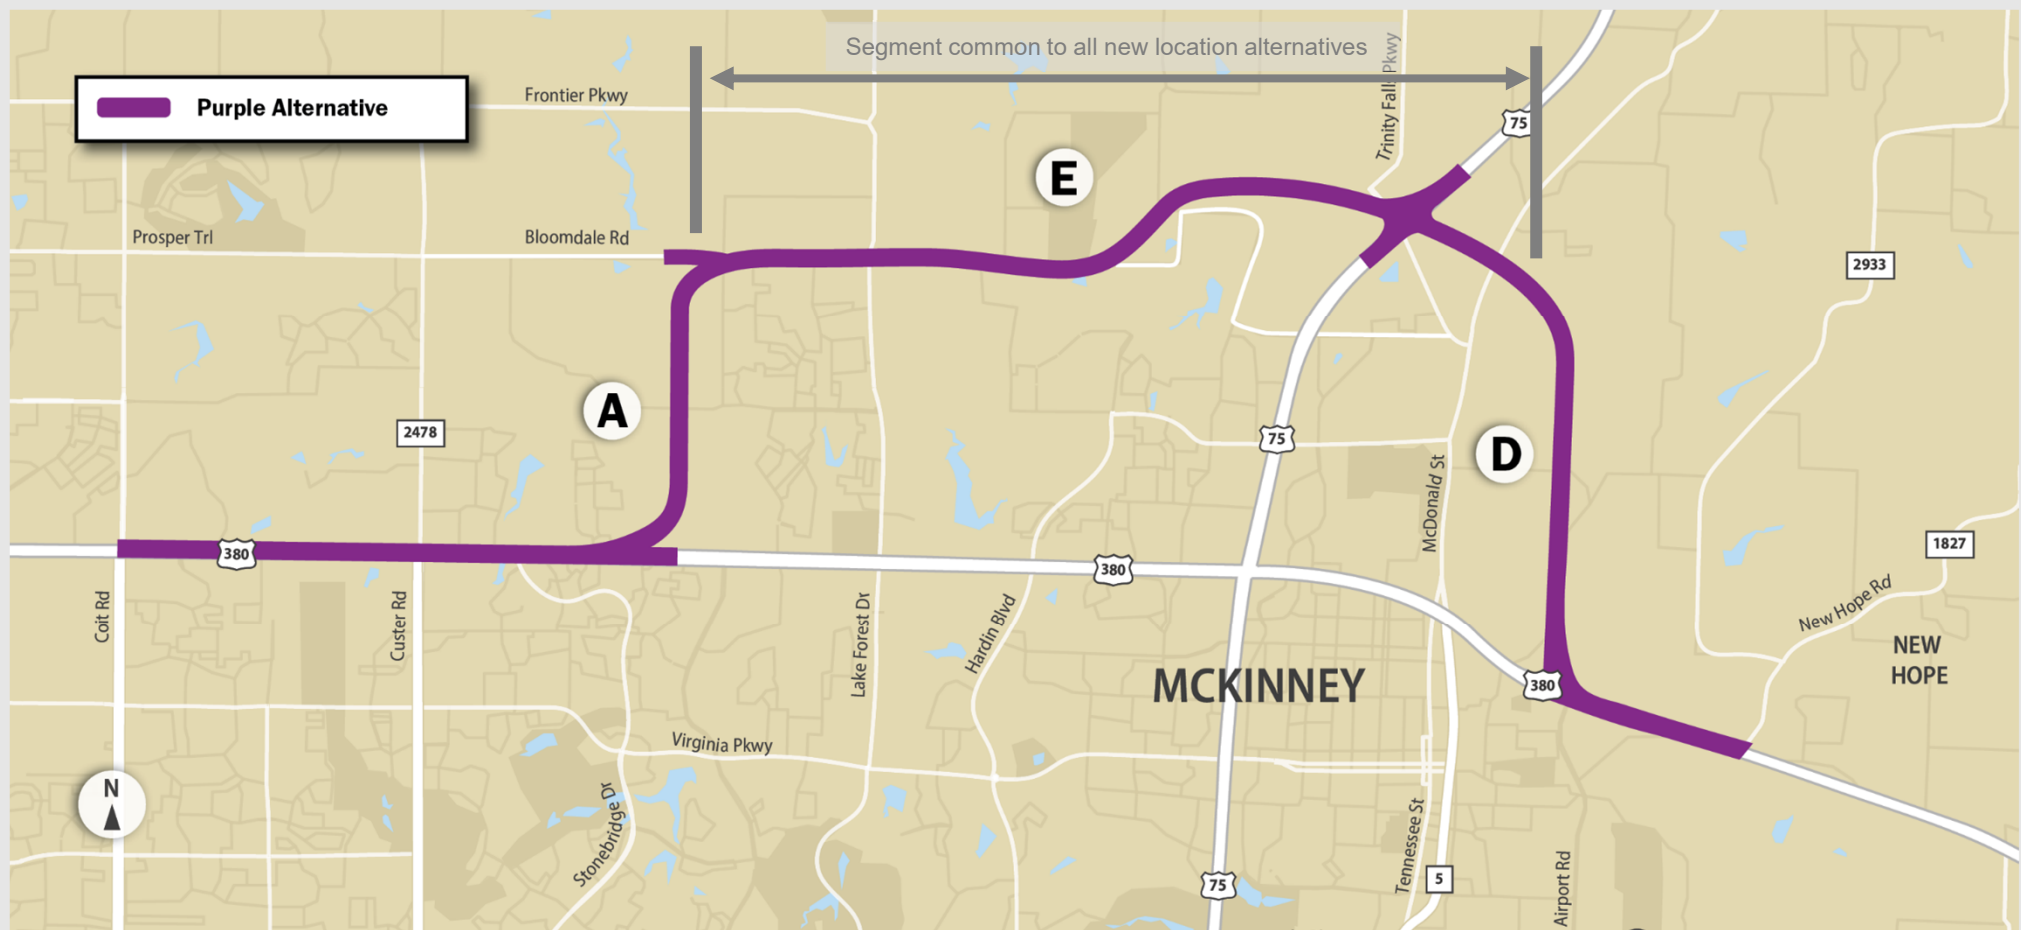 Segment common to all new location alternatives
Purple Alternative
Frontier Pkwy
Trinity Falls Pkwy
75
E
Prosper Trl
Bloomdale Rd
2933
A
2478
75
D
McDonald St
380
380
1827
Coit Rd
Custer Rd
Lake Forest Dr
Hardin Blvd
New Hope Rd
NEW
HOPE
MCKINNEY
380
Virginia Pkwy
N
Stonebridge Dr
Tennessee St
75
5
Airport Rd